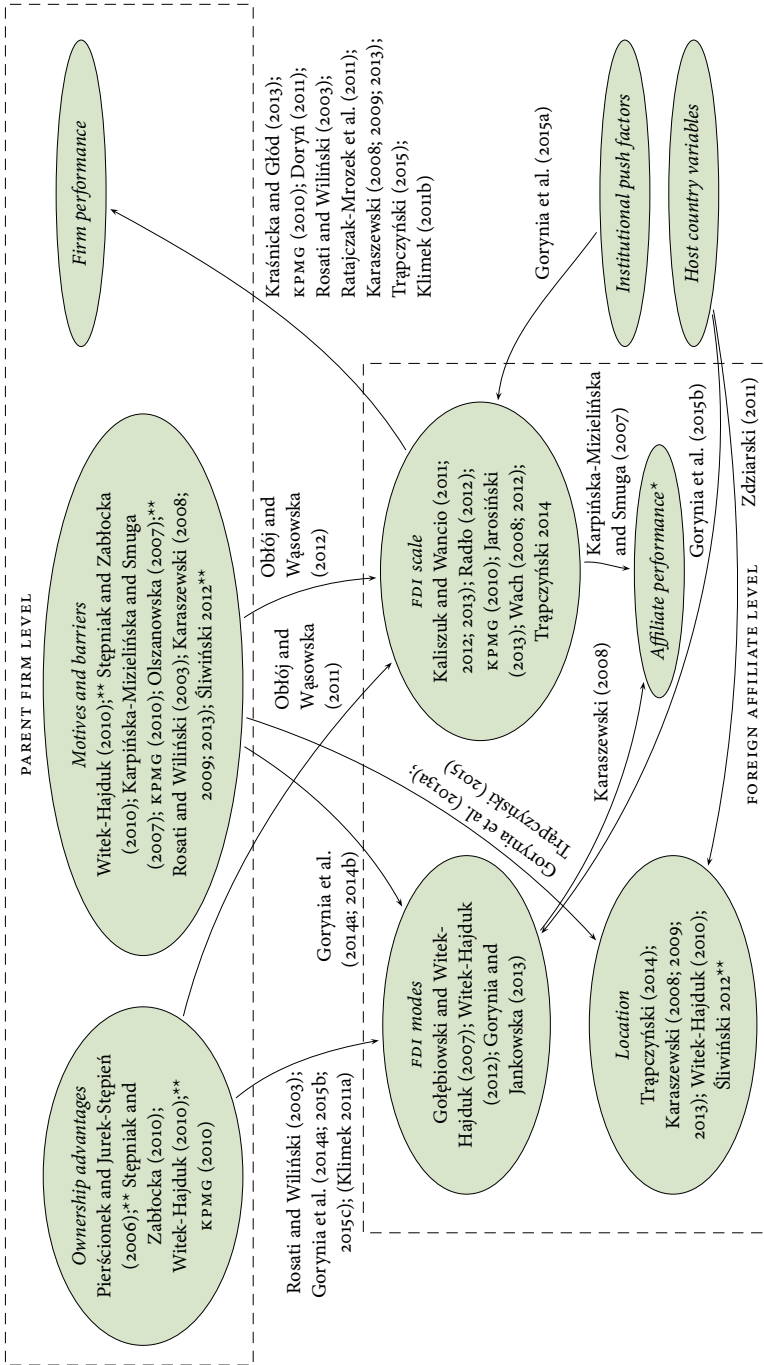 PARENT FIRM LEVEL
Ownership advantages
Pierścionek and Jurek-Stępień
(2006);** Stępniak and
Zabłocka (2010);
Witek-Hajduk (2010);**
KPMG (2010)
Motives and barriers
Witek-Hajduk (2010);** Stępniak and Zabłocka
(2010); Karpińska-Mizielińska and Smuga
(2007); KPMG (2010); Olszanowska (2007);**
Rosati and Wiliński (2003); Karaszewski (2008;
2009; 2013); Śliwiński 2012**
Firm performance
Rosati and Wiliński (2003);
Gorynia et al. (2014a; 2015b;
2015c); (Klimek 2011a)
Gorynia et al.
(2014a; 2014b)
Obłój and
Wąsowska
(2011)
Obłój and
Wąsowska
(2012)
Kraśnicka and Głód (2013);
KPMG (2010); Doryń (2011);
Rosati and Wiliński (2003);
Ratajczak-Mrozek et al. (2011);
Karaszewski (2008; 2009; 2013);
Trąpczyński (2015);
Klimek (2011b)
FDI modes
Gołębiowski and Witek-
Hajduk (2007); Witek-Hajduk
(2012); Gorynia and
Jankowska (2013)
Gorynia et al. (2013a);
Trąpczyński (2015)
FDI scale
Kaliszuk and Wancio (2011;
2012; 2013); Radło (2012);
KPMG (2010); Jarosiński
(2013); Wach (2008; 2012);
Trąpczyński 2014
Gorynia et al. (2015a)
Karaszewski (2008)
Karpińska-Mizielińska
and Smuga (2007)
Institutional push factors
Location
Trąpczyński (2014);
Karaszewski (2008; 2009;
2013); Witek-Hajduk (2010);
Śliwiński 2012**
Affiliate performance*
Gorynia et al. (2015b)
Host country variables
Zdziarski (2011)
FOREIGN AFFILIATE LEVEL